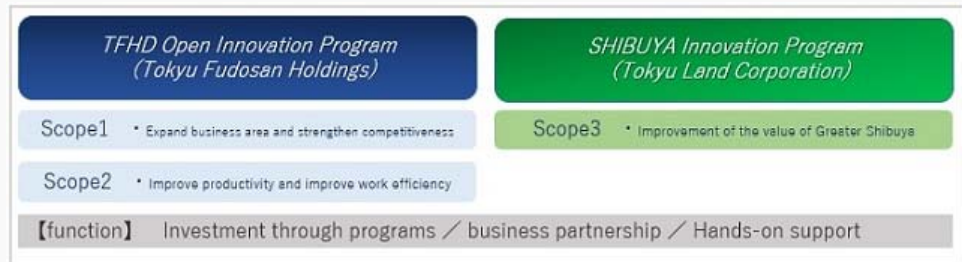 TFHD Open Innovation Program
(Tokyu Fudosan Holdings)
Scope1 ・Expand business area and strengthen competitiveness
Scope2 ・Improve productivity and improve work efficiency
SHIBUYA Innovation Program
(Tokyu Land Corporation)
Scope3 ・Improvement of the value of Greater Shibuya
【function】 Investment through programs ／ business partnership ／ Hands-on support